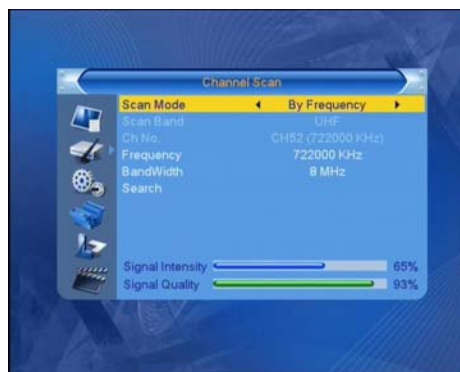 Channel Scan
Scan Mode By Frequency
Scan Band UHF
Ch No. CH52 (722000 KHz)
Frequency 722000 KHz
BandWidth 8 MHz
Search
Signal Intensity 65%
Signal Quality 93%